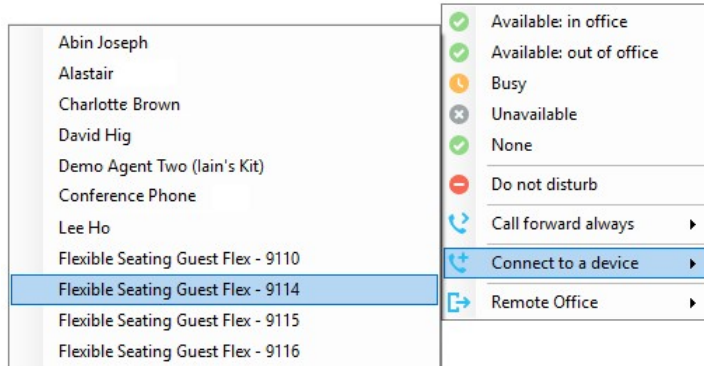 Abin Joseph
Alastair
Charlotte Brown
David Hig
Demo Agent Two (Iain's Kit)
Conference Phone
Lee Ho
Flexible Seating Guest Flex - 9110
Flexible Seating Guest Flex - 9114
Flexible Seating Guest Flex - 9115
Flexible Seating Guest Flex - 9116
Available: in office
Available: out of office
Busy
Unavailable
None
Do not disturb
Call forward always
Connect to a device
Remote Office